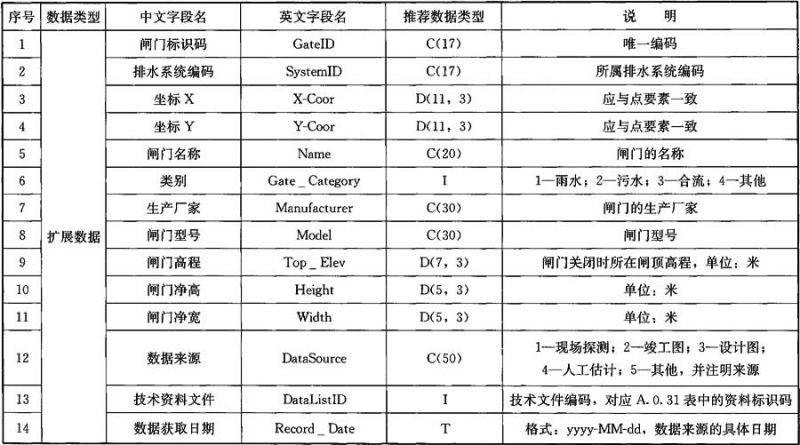 序号 数据类型 中文字段名 英文字段名 推荐数据类型 说 明
1 闸门标识码 GateID C(17) 唯一编码
2 排水系统编码 SystemID C(17) 所属排水系统编码
3 坐标 X X-Coor D(11，3) 应与点要素一致
4 坐标 Y Y-Coor D(11，3) 应与点要素一致
5 闸门名称 Name C(20) 闸门的名称
6 类别 Gate _ Category I 1—雨水；2—污水；3—合流；4—其他
7 生产厂家 Manufacturer C(30) 闸门的生产厂家
8 扩展数据 闸门型号 Model C(30) 闸门型号
9 闸门高程 Top _ Elev D(7，3) 闸门关闭时所在闸顶高程，单位：米
10 闸门净高 Height D(5，3) 单位：米
11 闸门净宽 Width D(5，3) 单位：米
12 数据来源 DataSource C(50) 1—现场探测；2—竣工图；3—设计图；
4—人工估计；5—其他，并注明来源
13 技术资料文件 DataListID I 技术文件编码，对应 A.0.31 表中的资料标识码
14 数据获取日期 Record _ Date T 格式：yyyy-MM-dd，数据来源的具体日期